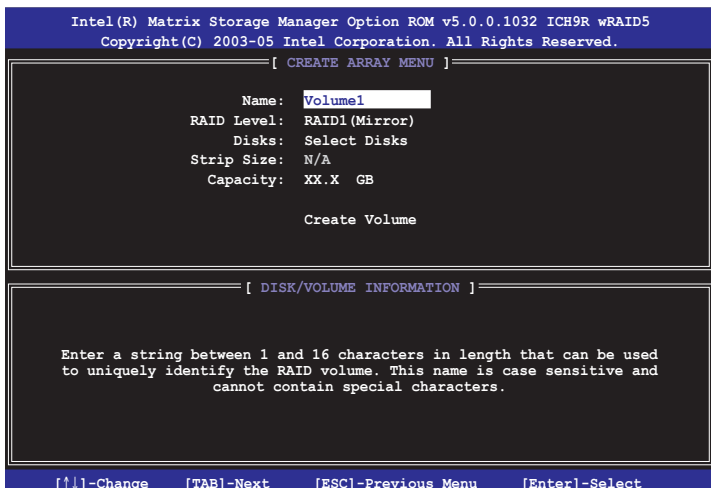 Intel(R) Matrix Storage Manager Option ROM v5.0.0.1032 ICH9R wRAID5
Copyright(C) 2003-05 Intel Corporation. All Rights Reserved.
[ CREATE ARRAY MENU ]
Name: Volume1
RAID Level: RAID1(Mirror)
Disks: Select Disks
Strip Size: N/A
Capacity: XX.X GB
Create Volume
[ DISK/VOLUME INFORMATION ]
Enter a string between 1 and 16 characters in length that can be used
to uniquely identify the RAID volume. This name is case sensitive and
cannot contain special characters.
[↑↓]-Change [TAB]-Next [ESC]-Previous Menu [Enter]-Select